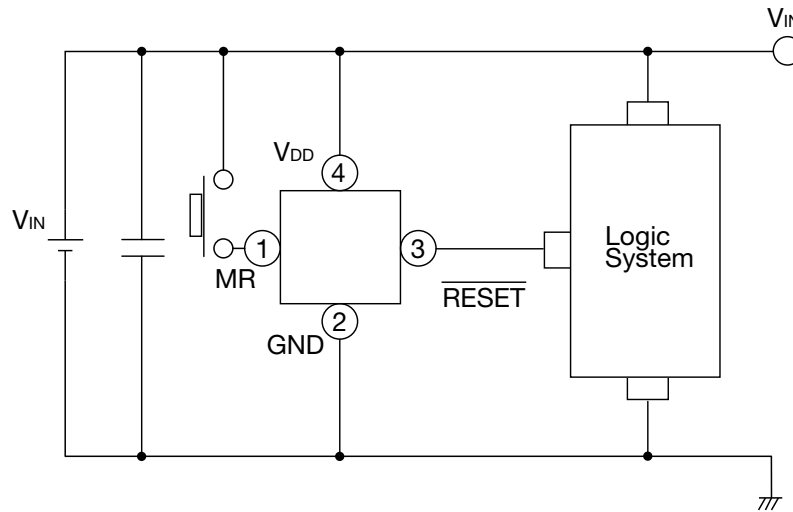 VIN
VDD
4
VIN
1
3
Logic
System
MR
RESET
2
GND